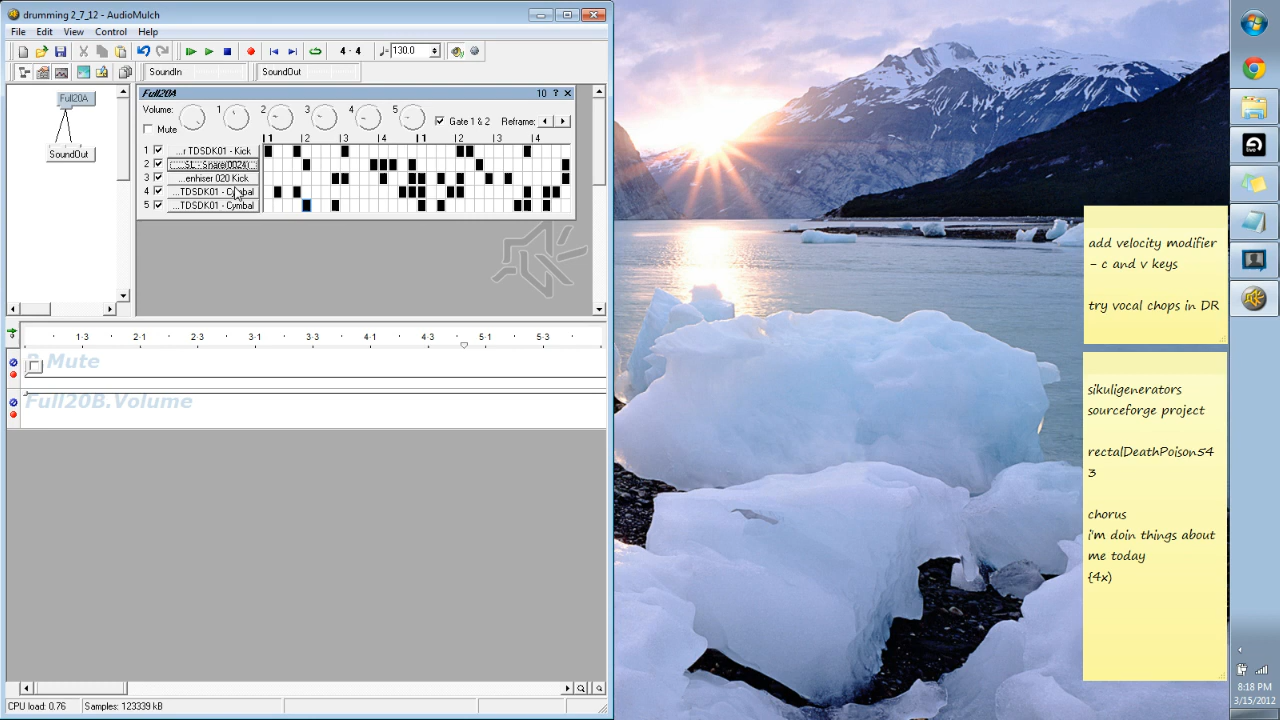 drumming 2_7_12 - AudioMulch
File Edit View Control Help
4 - 4
130.0
SoundIn
SoundOut
Full20A
SoundOut
Full20A
10 ? ×
Volume: 1 2 3 4 5
Gate 1 & 2
Reframe:
Mute
1 2 3 4 1 2 3 4
1 ...r TDSDK01 - Kick
2
3 ...enhiser 020 Kick
4 ...TDSDK01 - Cymbal
5 ...TDSDK01 - Cymbal
1·3 2·1 2·3 3·1 3·3 4·1 4·3 5·1 5·3
B.Mute
Full20B.Volume
CPU load: 0.76
Samples: 123339 kB
add velocity modifier
- c and v keys
try vocal chops in DR
sikuligenerators
sourceforge project
rectalDeathPoison54
3
chorus
i'm doin things about
me today
{4x)
live
8:18 PM
3/15/2012